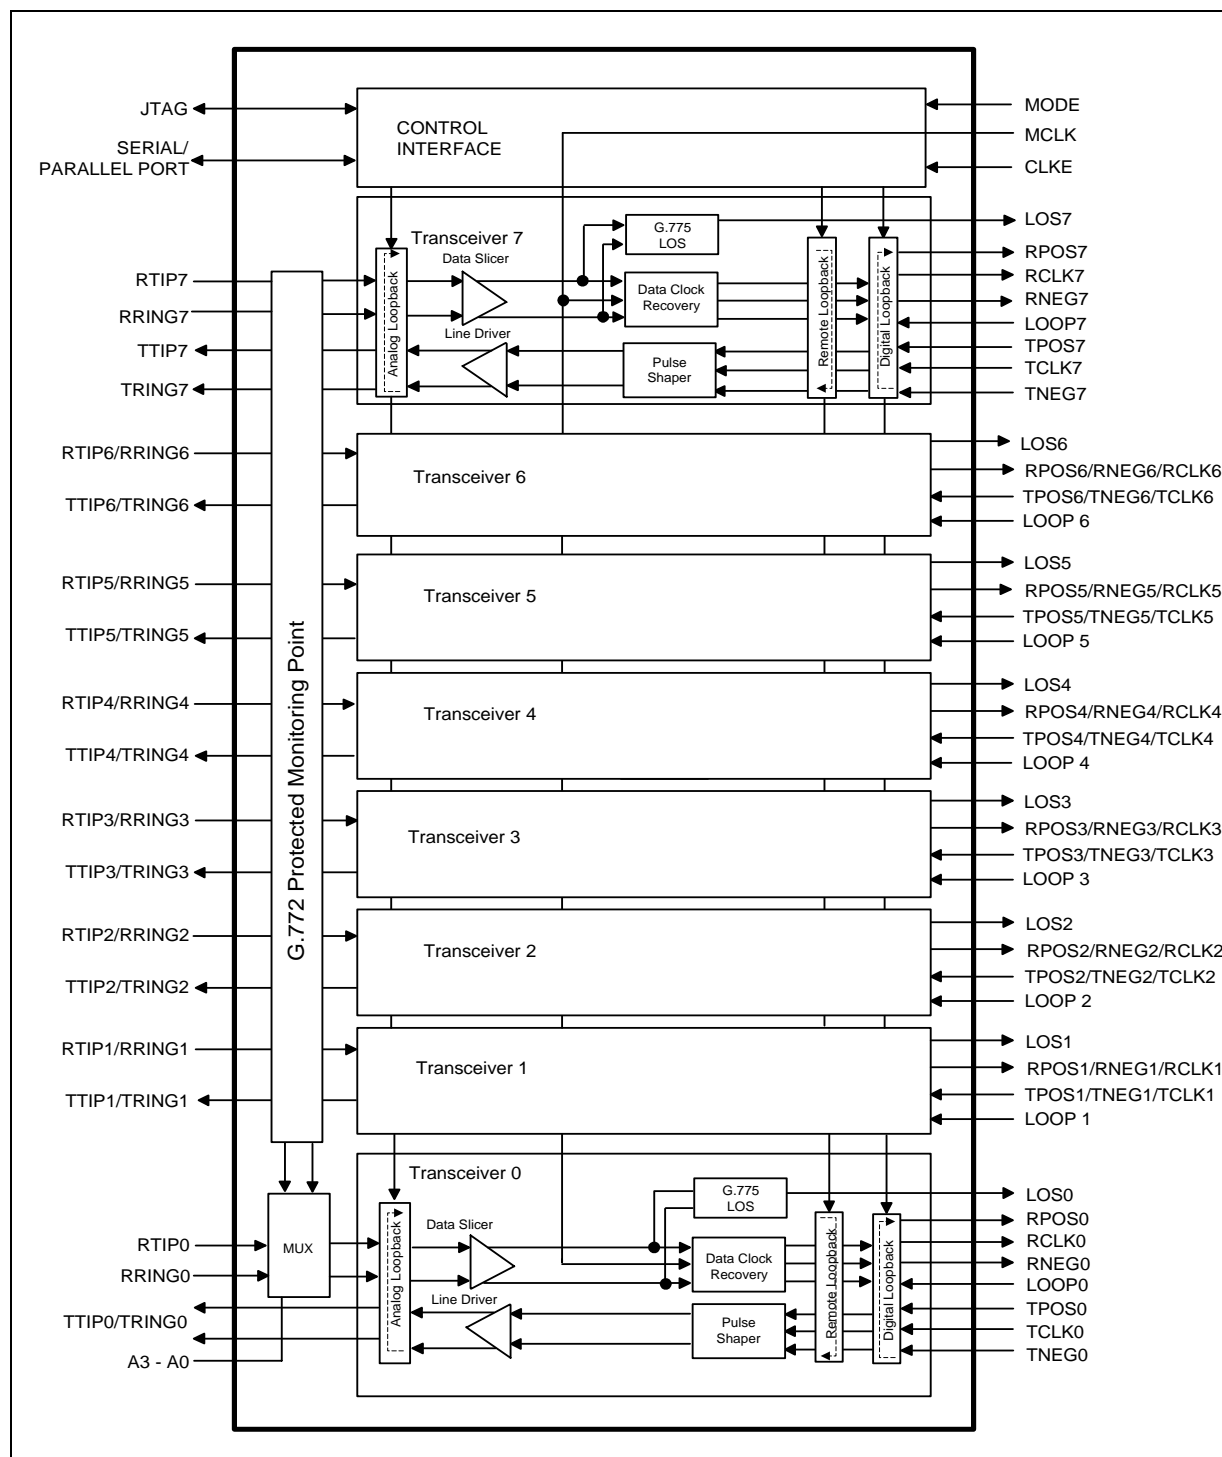 JTAG
SERIAL/
PARALLEL PORT
CONTROL
INTERFACE
MODE
MCLK
CLKE
Transceiver 7
Data Slicer
Line Driver
Analog Loopback
G.775
LOS
Data Clock
Recovery
Pulse
Shaper
Remote Loopback
Digital Loopback
RTIP7
RRING7
TTIP7
TRING7
LOS7
RPOS7
RCLK7
RNEG7
LOOP7
TPOS7
TCLK7
TNEG7
G.772 Protected Monitoring Point
RTIP6/RRING6
TTIP6/TRING6
Transceiver 6
LOS6
RPOS6/RNEG6/RCLK6
TPOS6/TNEG6/TCLK6
LOOP 6
RTIP5/RRING5
TTIP5/TRING5
Transceiver 5
LOS5
RPOS5/RNEG5/RCLK5
TPOS5/TNEG5/TCLK5
LOOP 5
RTIP4/RRING4
TTIP4/TRING4
Transceiver 4
LOS4
RPOS4/RNEG4/RCLK4
TPOS4/TNEG4/TCLK4
LOOP 4
RTIP3/RRING3
TTIP3/TRING3
Transceiver 3
LOS3
RPOS3/RNEG3/RCLK3
TPOS3/TNEG3/TCLK3
LOOP 3
RTIP2/RRING2
TTIP2/TRING2
Transceiver 2
LOS2
RPOS2/RNEG2/RCLK2
TPOS2/TNEG2/TCLK2
LOOP 2
RTIP1/RRING1
TTIP1/TRING1
Transceiver 1
LOS1
RPOS1/RNEG1/RCLK1
TPOS1/TNEG1/TCLK1
LOOP 1
Transceiver 0
RTIP0
RRING0
TTIP0/TRING0
A3 - A0
MUX
Analog Loopback
Data Slicer
Line Driver
G.775
LOS
Data Clock
Recovery
Pulse
Shaper
Remote Loopback
Digital Loopback
LOS0
RPOS0
RCLK0
RNEG0
LOOP0
TPOS0
TCLK0
TNEG0